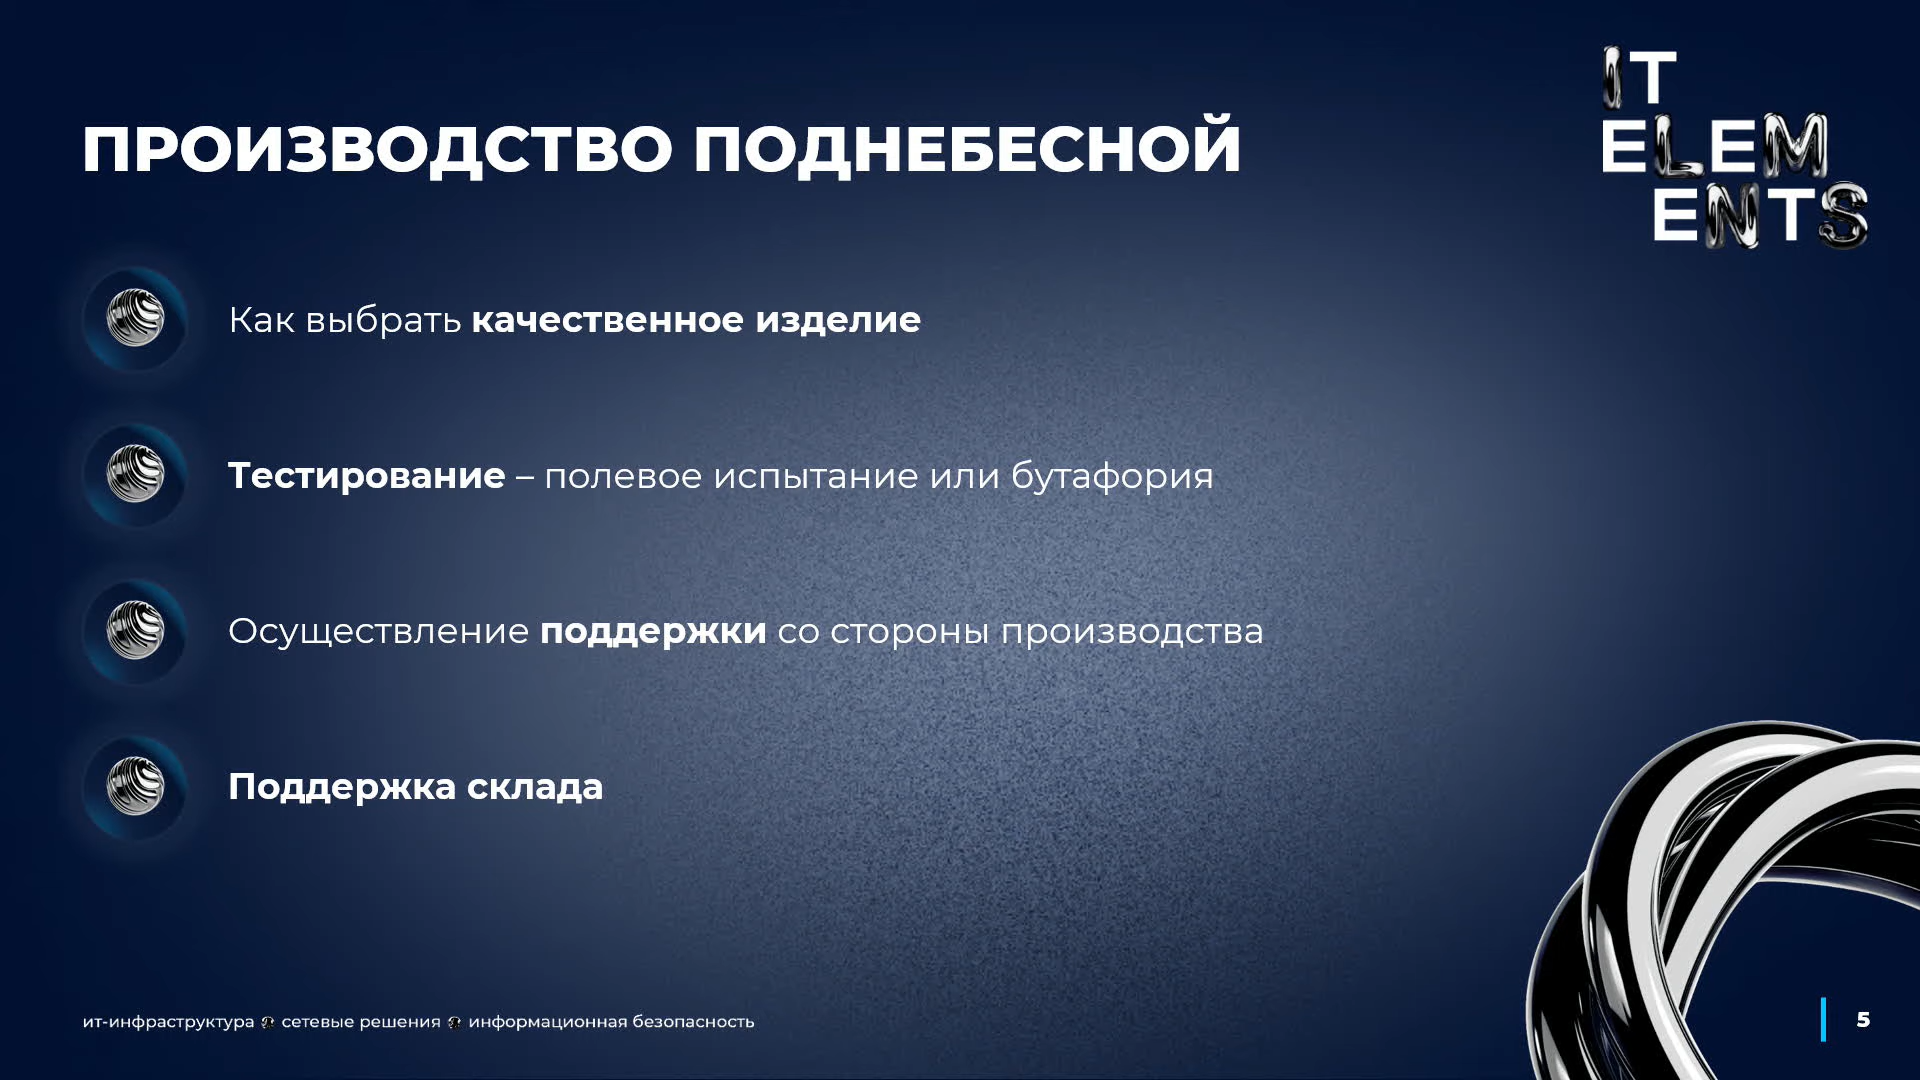 IT
ELEM
ENTS
ПРОИЗВОДСТВО ПОДНЕБЕСНОЙ
Как выбрать качественное изделие
Тестирование – полевое испытание или бутафория
Осуществление поддержки со стороны производства
Поддержка склада
ит-инфраструктура сетевые решения информационная безопасность
5